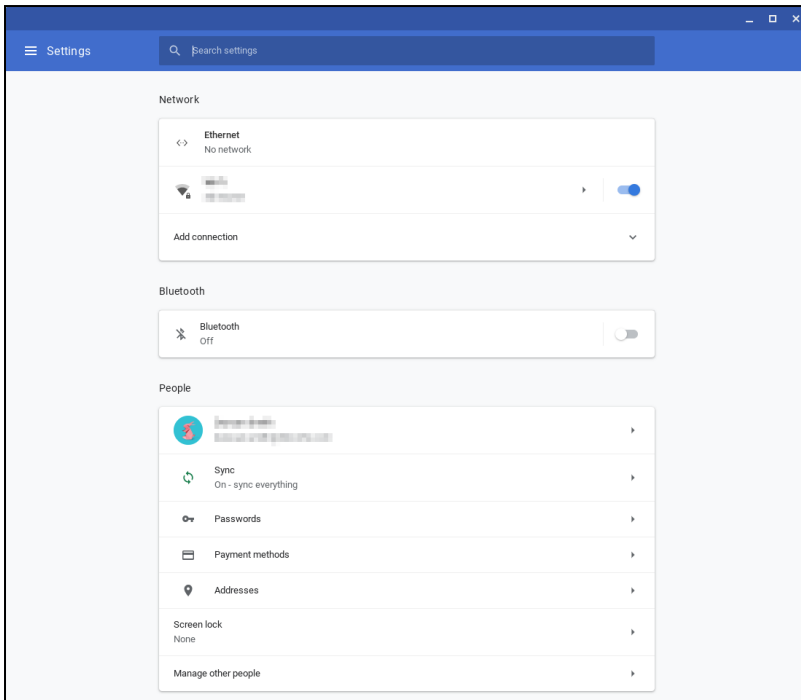 Settings
Search settings
Network
Ethernet
No network
Add connection
Bluetooth
Bluetooth
Off
People
Sync
On - sync everything
Passwords
Payment methods
Addresses
Screen lock
None
Manage other people